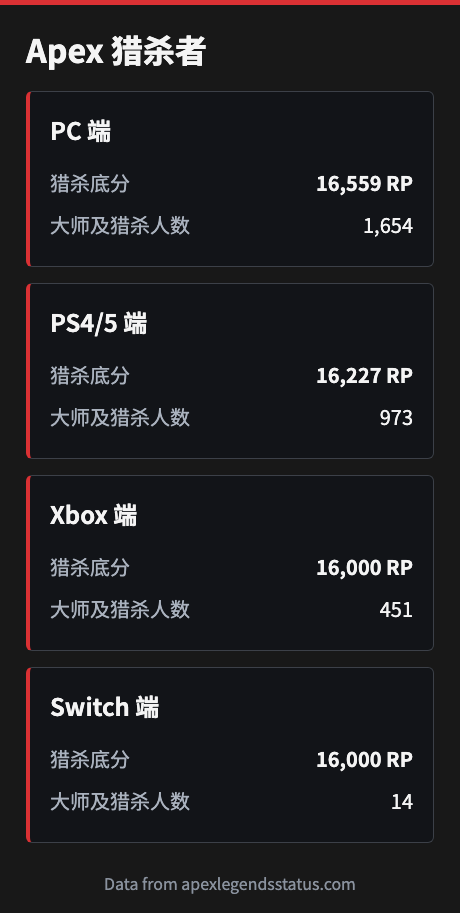 Apex 猎杀者
PC 端
猎杀底分 16,559 RP
大师及猎杀人数 1,654
PS4/5 端
猎杀底分 16,227 RP
大师及猎杀人数 973
Xbox 端
猎杀底分 16,000 RP
大师及猎杀人数 451
Switch 端
猎杀底分 16,000 RP
大师及猎杀人数 14
Data from apexlegendsstatus.com